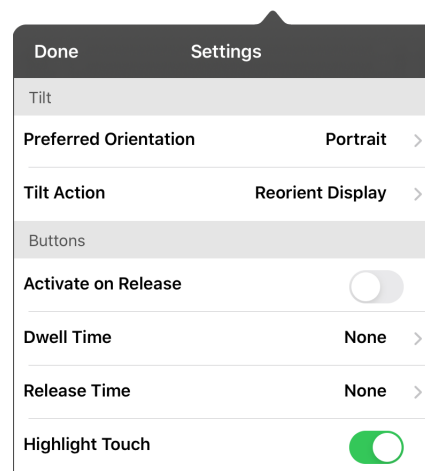 Done Settings
Tilt
Preferred Orientation Portrait
Tilt Action Reorient Display
Buttons
Activate on Release
Dwell Time None
Release Time None
Highlight Touch